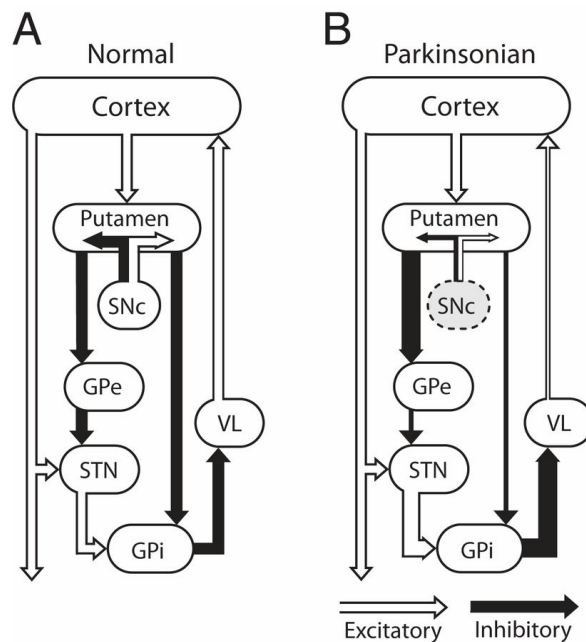 A
Normal
Cortex
Putamen
SNc
GPe
VL
STN
GPi
B
Parkinsonian
Cortex
Putamen
SNc
GPe
VL
STN
GPi
Excitatory
Inhibitory